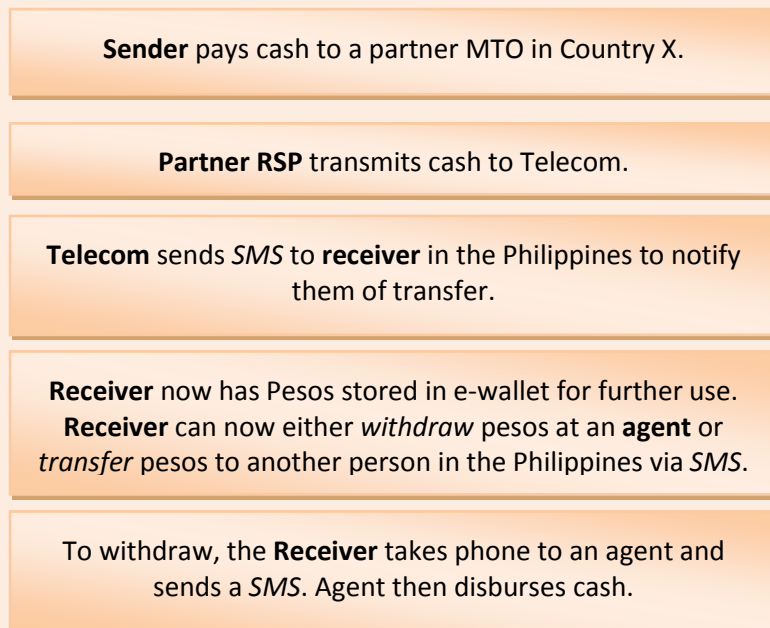 Sender pays cash to a partner MTO in Country X.
Partner RSP transmits cash to Telecom.
Telecom sends SMS to receiver in the Philippines to notify
them of transfer.
Receiver now has Pesos stored in e-wallet for further use.
Receiver can now either withdraw pesos at an agent or
transfer pesos to another person in the Philippines via SMS.
To withdraw, the Receiver takes phone to an agent and
sends a SMS. Agent then disburses cash.